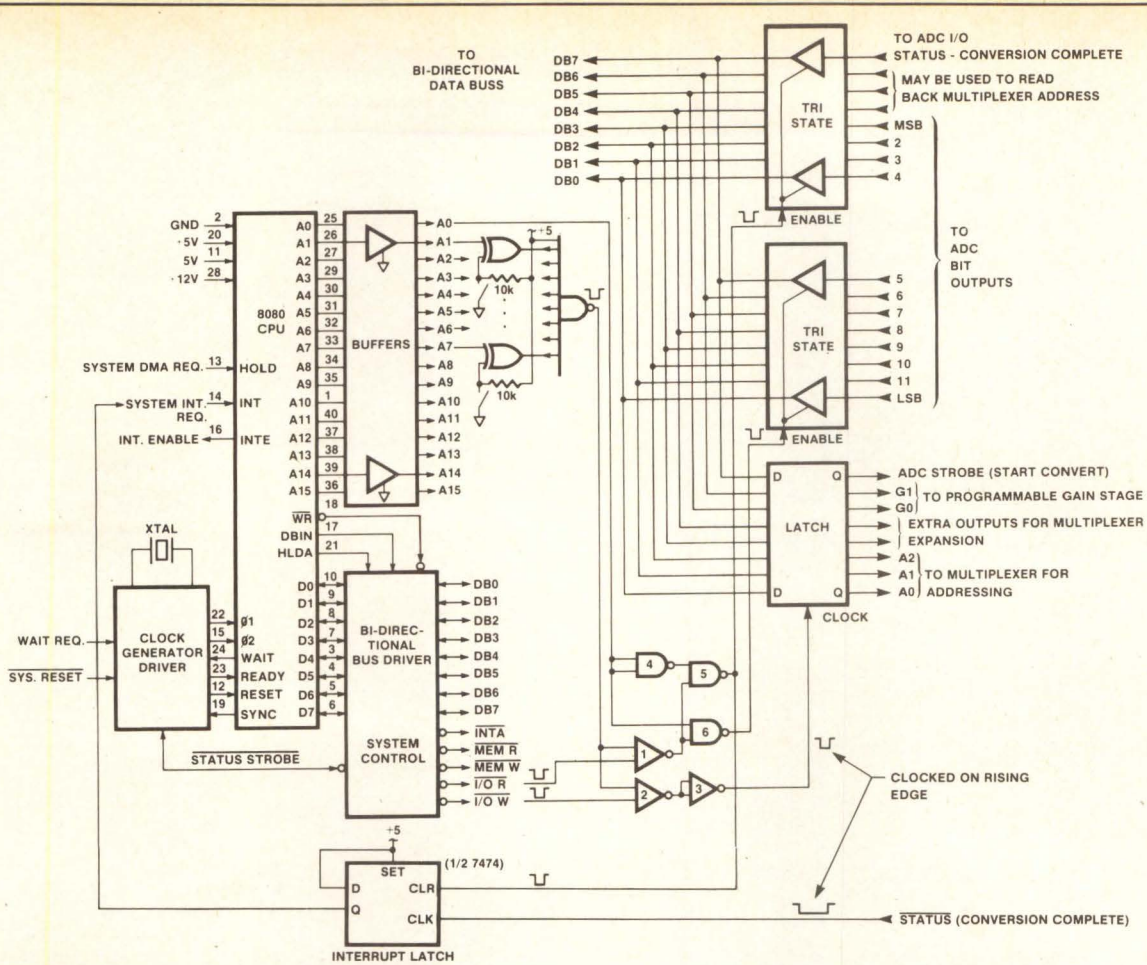 TO
BI-DIRECTIONAL
DATA BUSS
DB7
DB6
DB5
DB4
DB3
DB2
DB1
DB0
TRI
STATE
ENABLE
TO ADC I/O
STATUS - CONVERSION COMPLETE
MAY BE USED TO READ
BACK MULTIPLEXER ADDRESS
MSB
2
3
4
TO
ADC
BIT
OUTPUTS
TRI
STATE
ENABLE
5
6
7
8
9
10
11
LSB
GND 2
+5V 20
5V 11
+12V 28
SYSTEM DMA REQ. 13 HOLD
SYSTEM INT. REQ. 14 INT
INT. ENABLE 16 INTE
8080
CPU
A0 25
A1 26
A2 27
A3 29
A4 30
A5 31
A6 32
A7 33
A8 34
A9 35
A10 1
A11 40
A12 37
A13 38
A14 39
A15 36
BUFFERS
A0
A1
A2
A3
A4
A5
A6
A7
A8
A9
A10
A11
A12
A13
A14
A15
+5
10k
10k
WR 18
DBIN 17
HLDA 21
D0 10
D1 9
D2 8
D3 7
D4 3
D5 4
D6 5
D7 6
XTAL
CLOCK
GENERATOR
DRIVER
WAIT REQ.
SYS. RESET
22 Ø1
15 Ø2
24 WAIT
23 READY
12 RESET
19 SYNC
STATUS STROBE
BI-DIREC-
TIONAL
BUS DRIVER
SYSTEM
CONTROL
DB0
DB1
DB2
DB3
DB4
DB5
DB6
DB7
INTA
MEM R
MEM W
I/O R
I/O W
4
5
6
1
2
3
D Q
LATCH
D Q
CLOCK
ADC STROBE (START CONVERT)
G1
G0
TO PROGRAMMABLE GAIN STAGE
EXTRA OUTPUTS FOR MULTIPLEXER
EXPANSION
A2
A1
A0
TO MULTIPLEXER FOR
ADDRESSING
CLOCKED ON RISING
EDGE
+5
SET
(1/2 7474)
D
Q
CLR
CLK
INTERRUPT LATCH
STATUS (CONVERSION COMPLETE)